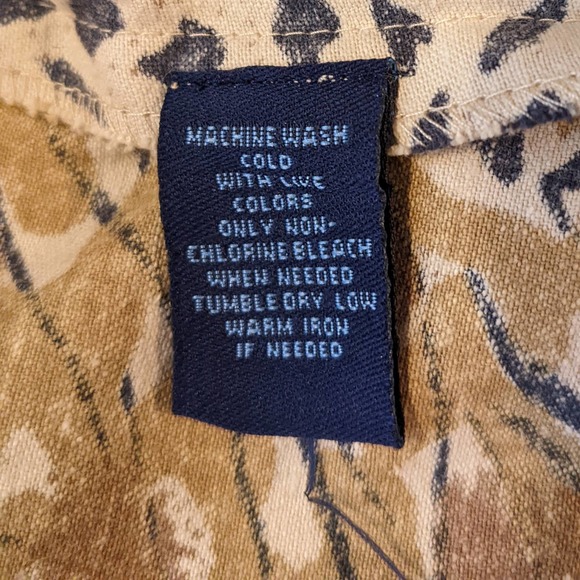 MACHINE WASH
COLD
WITH LIKE
COLORS
ONLY NON-
CHLORINE BLEACH
WHEN NEEDED
TUMBLE DRY LOW
WARM IRON
IF NEEDED